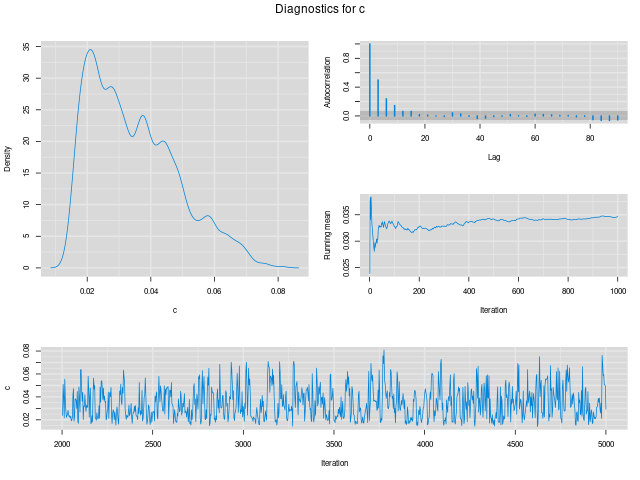 Diagnostics for c
Density
35
30
25
20
15
10
5
0
0.02 0.04 0.06 0.08
c
Autocorrelation
0.8
0.4
0.0
0 20 40 60 80
Lag
Running mean
0.035
0.030
0.025
0 200 400 600 800 1000
Iteration
c
0.08
0.06
0.04
0.02
2000 2500 3000 3500 4000 4500 5000
Iteration